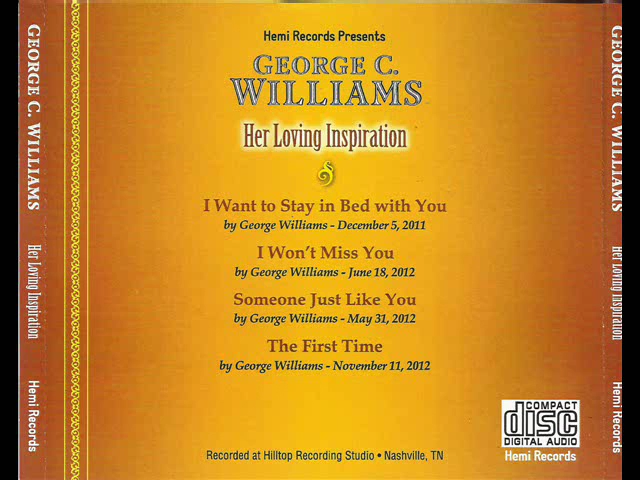 GEORGE C. WILLIAMS
Her Loving Inspiration
Hemi Records
Hemi Records Presents
GEORGE C.
WILLIAMS
Her Loving Inspiration
I Want to Stay in Bed with You
by George Williams - December 5, 2011
I Won't Miss You
by George Williams - June 18, 2012
Someone Just Like You
by George Williams - May 31, 2012
The First Time
by George Williams - November 11, 2012
COMPACT
disc
DIGITAL AUDIO
Hemi Records
Recorded at Hilltop Recording Studio • Nashville, TN
GEORGE C. WILLIAMS
Her Loving Inspiration
Hemi Records